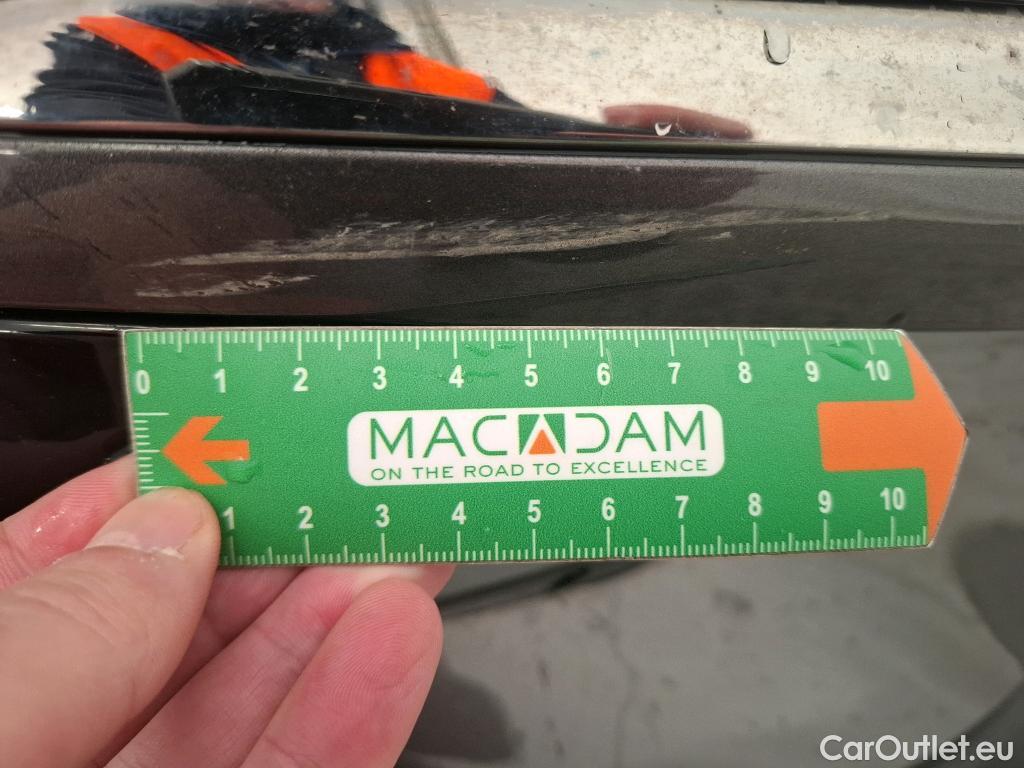 0 1 2 3 4 5 6 7 8 9 10
MACADAM
ON THE ROAD TO EXCELLENCE
1 2 3 4 5 6 7 8 9 10
CarOutlet.eu